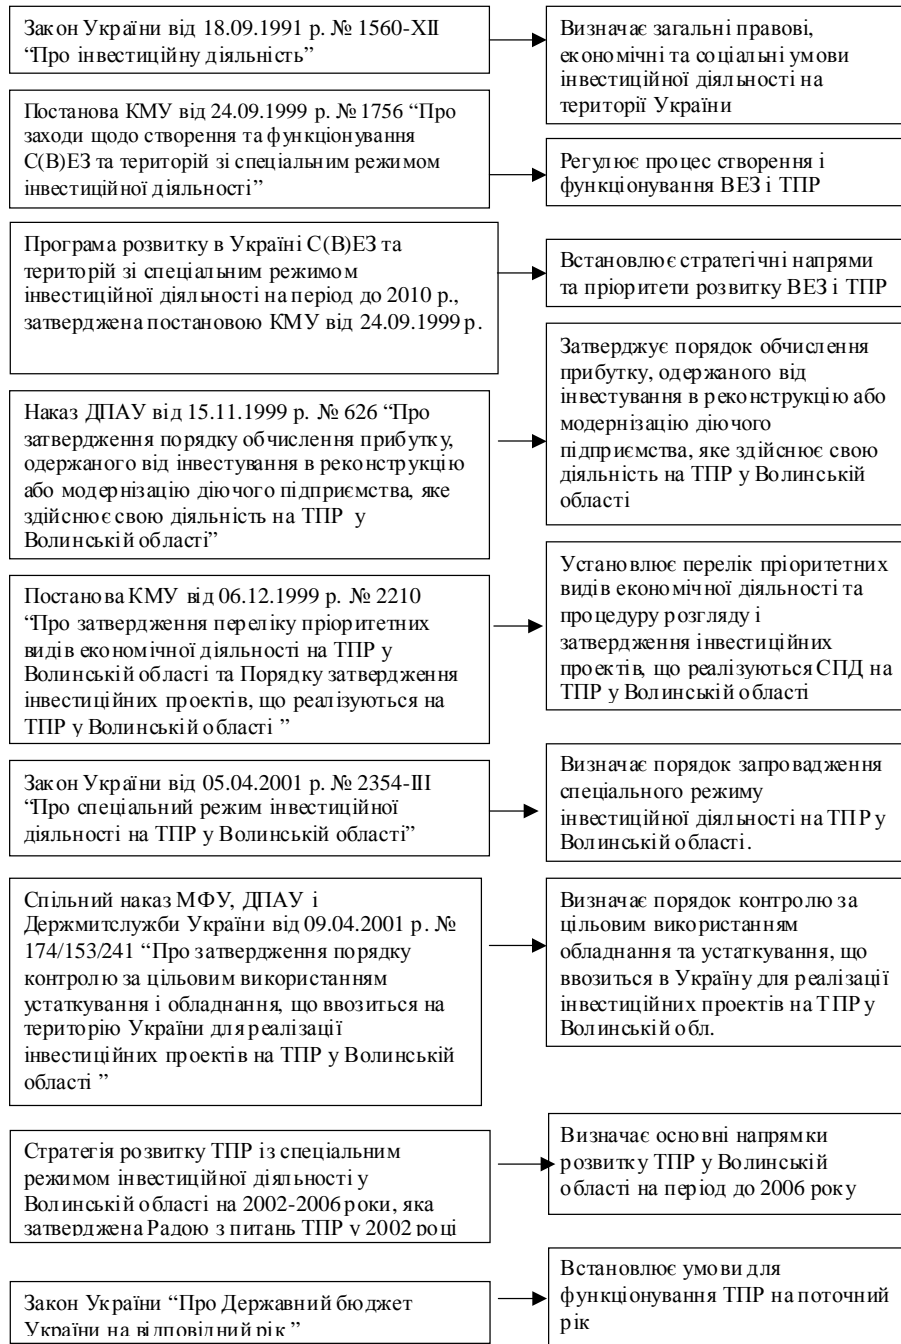 Закон України від 18.09.1991 р. № 1560-XII
“Про інвестиційну діяльність”
Визначає загальні правові,
економічні та соціальні умови
інвестиційної діяльності на
території України
Постанова КМУ від 24.09.1999 р. № 1756 “Про
заходи щодо створення та функціонування
С(В)ЕЗ та територій зі спеціальним режимом
інвестиційної діяльності”
Регулює процес створення і
функціонування ВЕЗ і ТПР
Програма розвитку в Україні С(В)ЕЗ та
територій зі спеціальним режимом
інвестиційної діяльності на період до 2010 р.,
затверджена постановою КМУ від 24.09.1999 р.
Встановлює стратегічні напрями
та пріоритети розвитку ВЕЗ і ТПР
Наказ ДПАУ від 15.11.1999 р. № 626 “Про
затвердження порядку обчислення прибутку,
одержаного від інвестування в реконструкцію
або модернізацію діючого підприємства, яке
здійснює свою діяльність на ТПР у
Волинській області”
Затверджує порядок обчислення
прибутку, одержаного від
інвестування в реконструкцію або
модернізацію діючого
підприємства, яке здійснює свою
діяльність на ТПР у Волинській
області
Постанова КМУ від 06.12.1999 р. № 2210
“Про затвердження переліку пріоритетних
видів економічної діяльності на ТПР у
Волинській області та Порядку затвердження
інвестиційних проектів, що реалізуються на
ТПР у Волинській області ”
Установлює перелік пріоритетних
видів економічної діяльності та
процедуру розгляду і
затвердження інвестиційних
проектів, що реалізуються СПД на
ТПР у Волинській області
Закон України від 05.04.2001 р. № 2354-III
“Про спеціальний режим інвестиційної
діяльності на ТПР у Волинській області”
Визначає порядок запровадження
спеціального режиму
інвестиційної діяльності на ТПР у
Волинській області.
Спільний наказ МФУ, ДПАУ і
Держмитслужби України від 09.04.2001 р. №
174/153/241 “Про затвердження порядку
контролю за цільовим використанням
устаткування і обладнання, що ввозиться на
територію України для реалізації
інвестиційних проектів на ТПР у Волинській
області ”
Визначає порядок контролю за
цільовим використанням
обладнання та устаткування, що
ввозиться в Україну для реалізації
інвестиційних проектів на ТПР у
Волинській обл.
Стратегія розвитку ТПР із спеціальним
режимом інвестиційної діяльності у
Волинській області на 2002-2006 роки, яка
затверджена Радою з питань ТПР у 2002 році
Визначає основні напрямки
розвитку ТПР у Волинській
області на період до 2006 року
Закон України “Про Державний бюджет
України на відповідний рік ”
Встановлює умови для
функціонування ТПР на поточний
рік